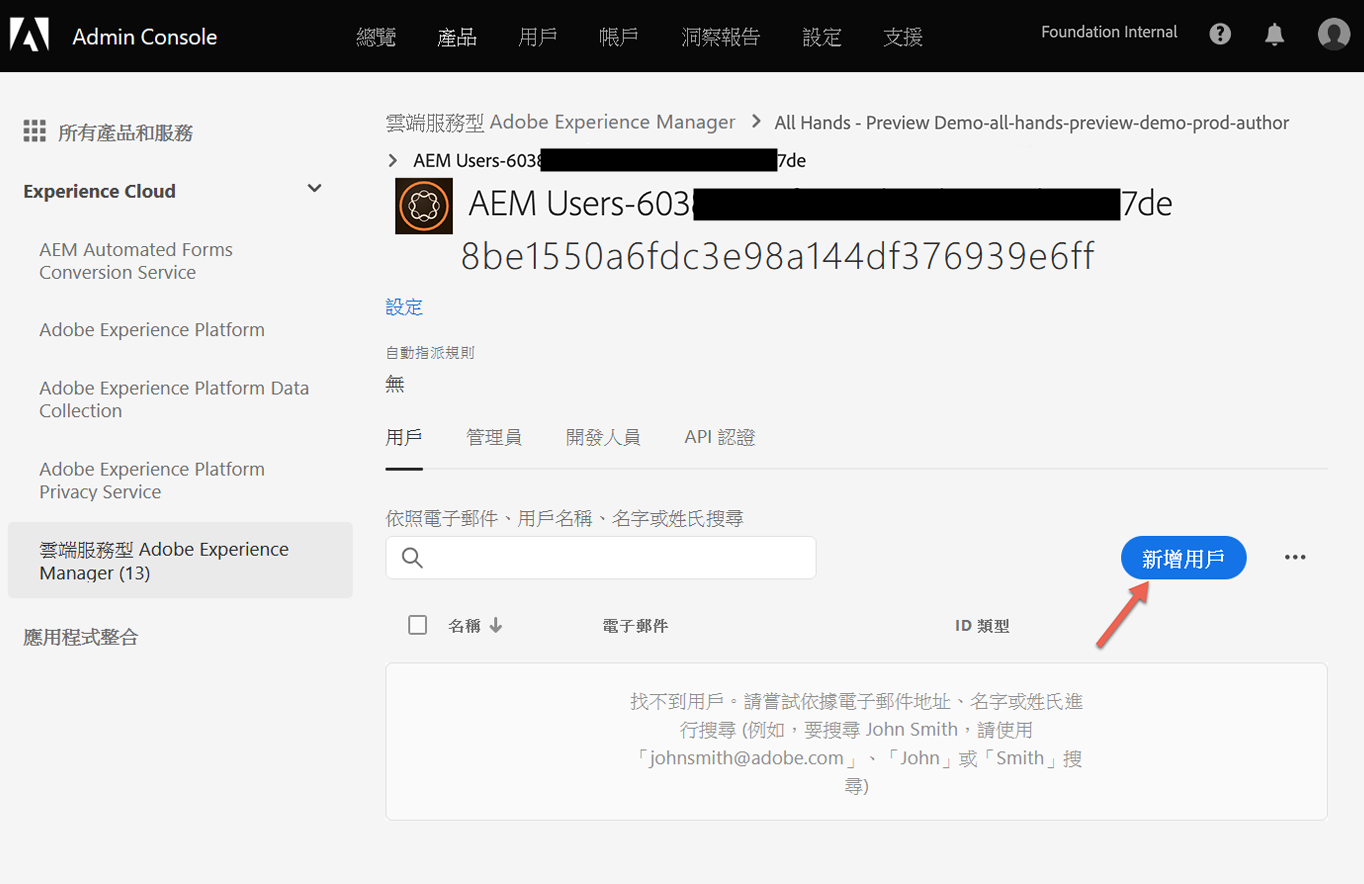 Admin Console
總覽 產品 用戶 帳戶 洞察報告 設定 支援
Foundation Internal
所有產品和服務
Experience Cloud
AEM Automated Forms
Conversion Service
Adobe Experience Platform
Adobe Experience Platform Data
Collection
Adobe Experience Platform
Privacy Service
雲端服務型 Adobe Experience
Manager (13)
應用程式整合
雲端服務型 Adobe Experience Manager > All Hands - Preview Demo-all-hands-preview-demo-prod-author
> AEM Users-6038 7de
AEM Users-6038 7de
8be1550a6fdc3e98a144df376939e6ff
設定
自動指派規則
無
用戶 管理員 開發人員 API 認證
依照電子郵件、用戶名稱、名字或姓氏搜尋
新增用戶
名稱 電子郵件 ID 類型
找不到用戶。請嘗試依據電子郵件地址、名字或姓氏進
行搜尋 (例如，要搜尋 John Smith，請使用
「johnsmith@adobe.com」、「John」或「Smith」搜
尋)